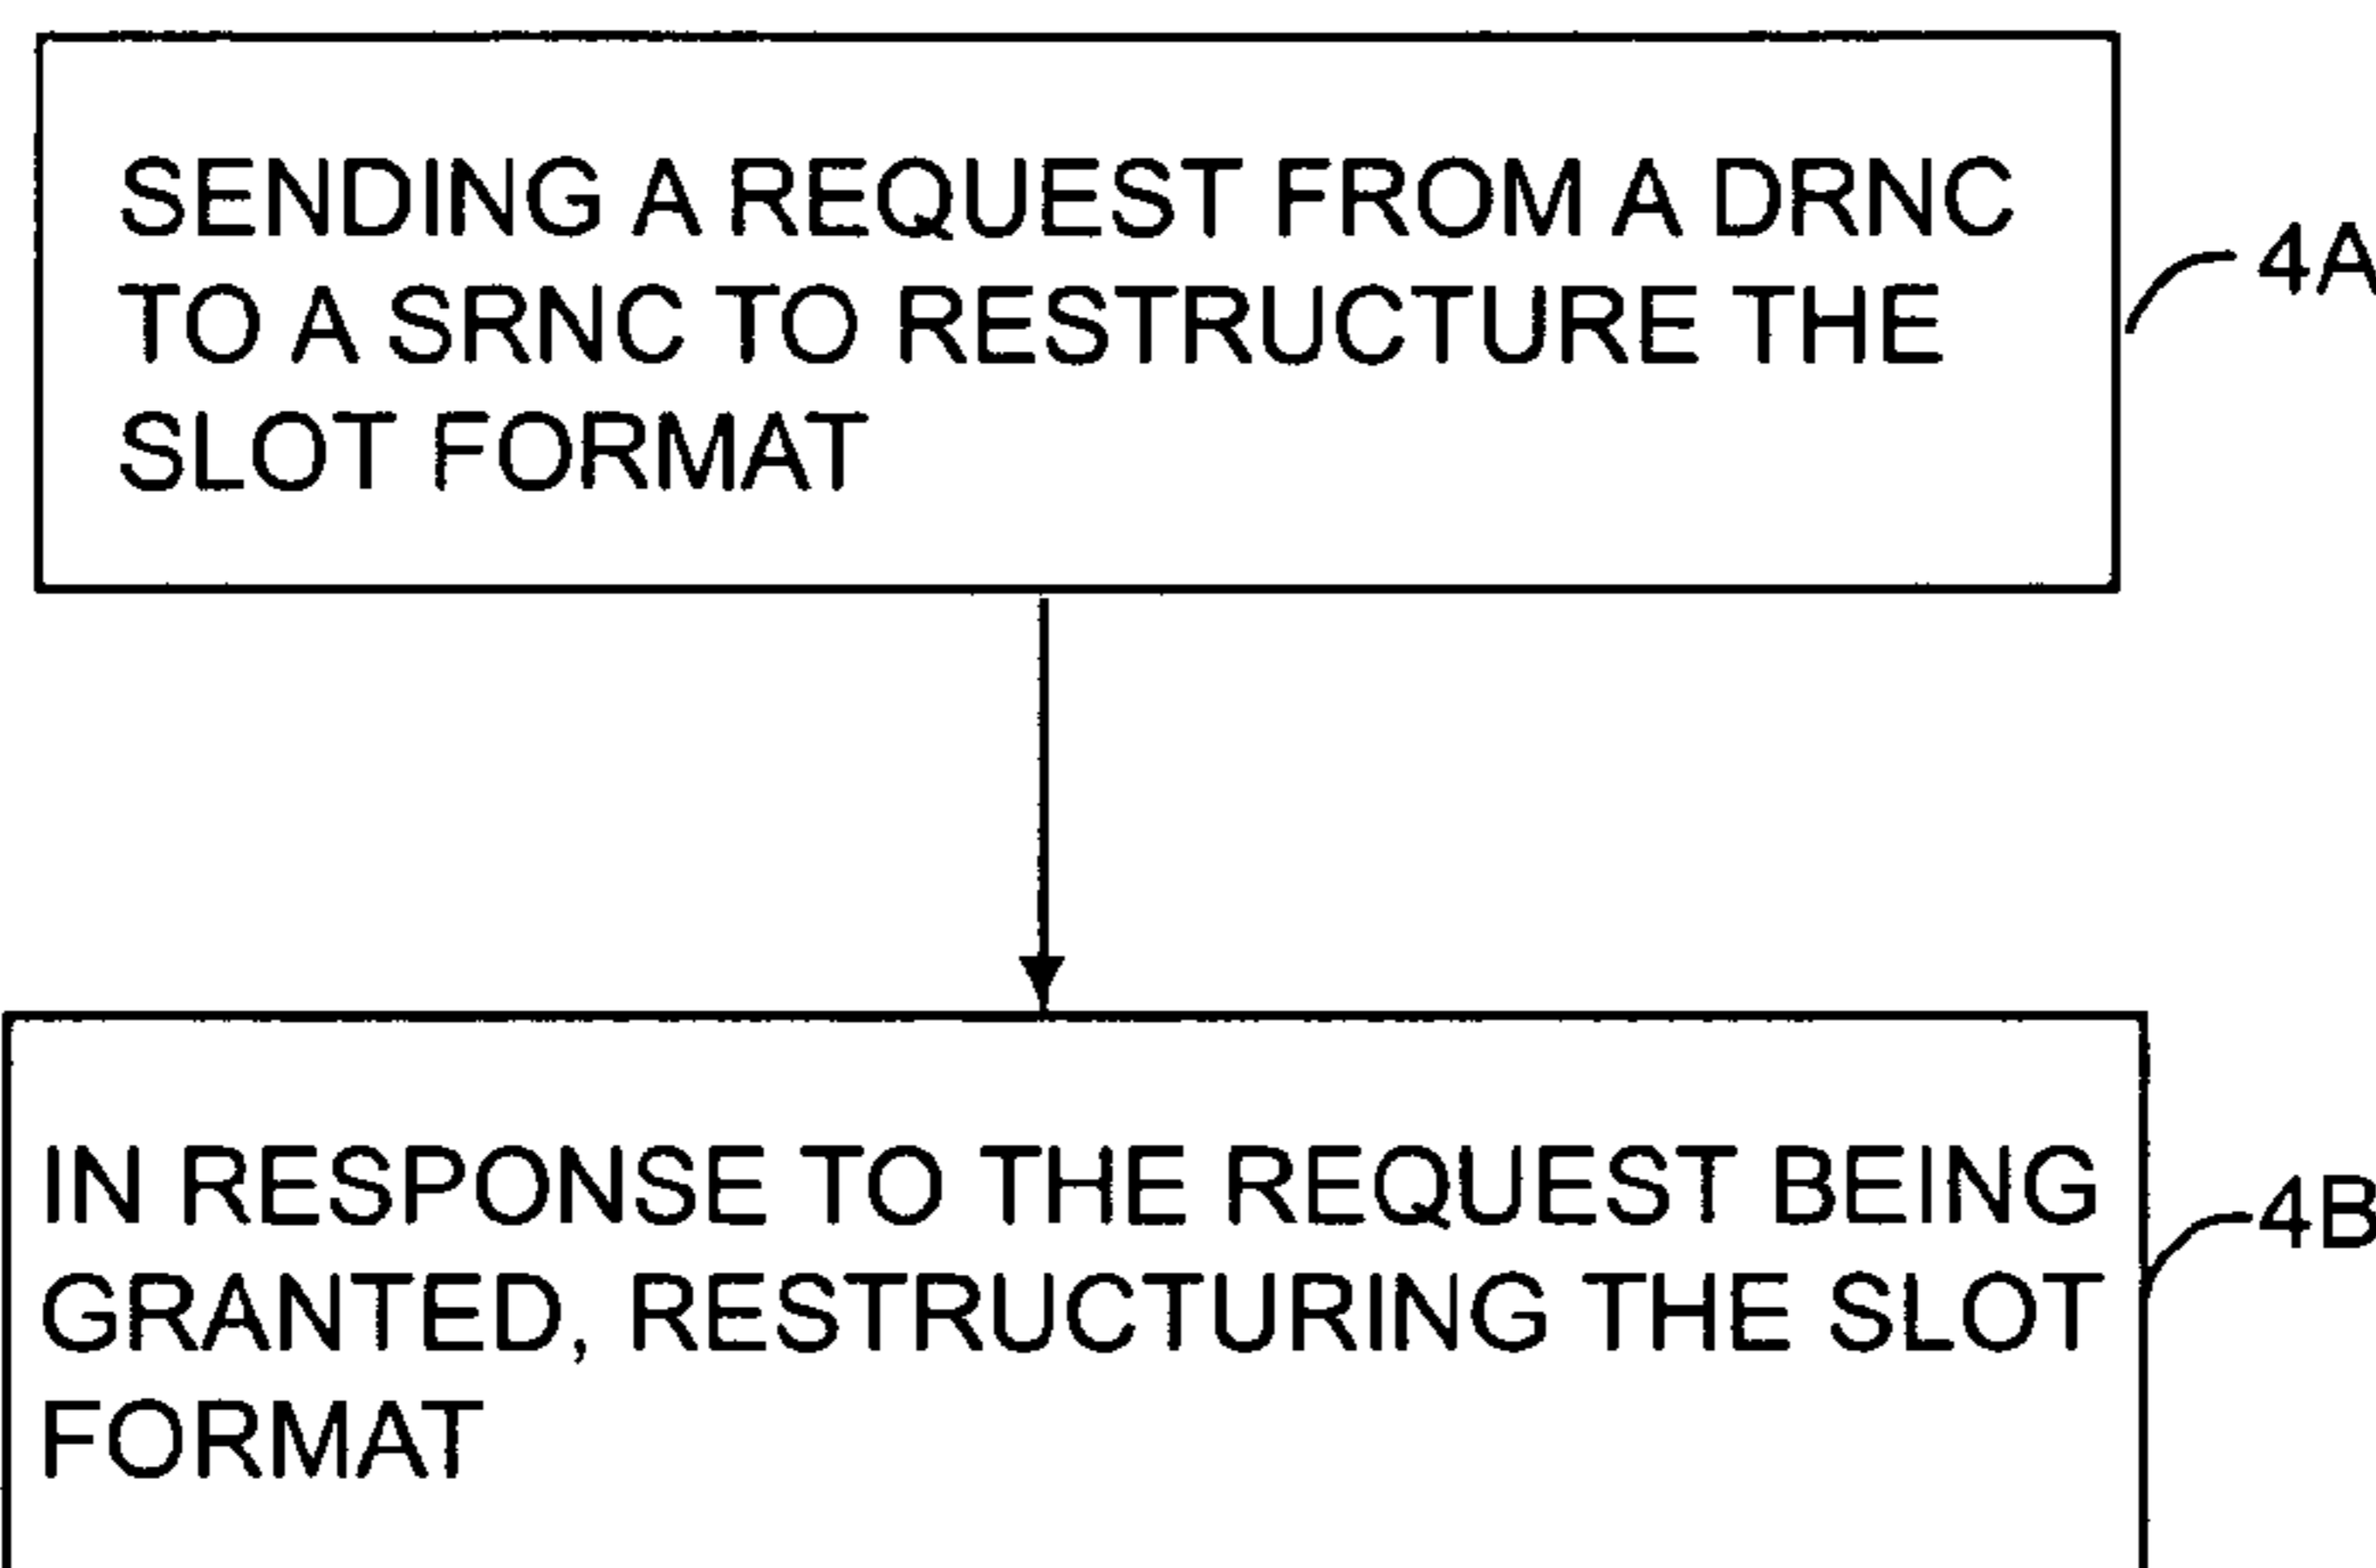 SENDING A REQUEST FROM A DRNC
TO A SRNC TO RESTRUCTURE THE
SLOT FORMAT
4A
IN RESPONSE TO THE REQUEST BEING
GRANTED, RESTRUCTURING THE SLOT
FORMAT
4B